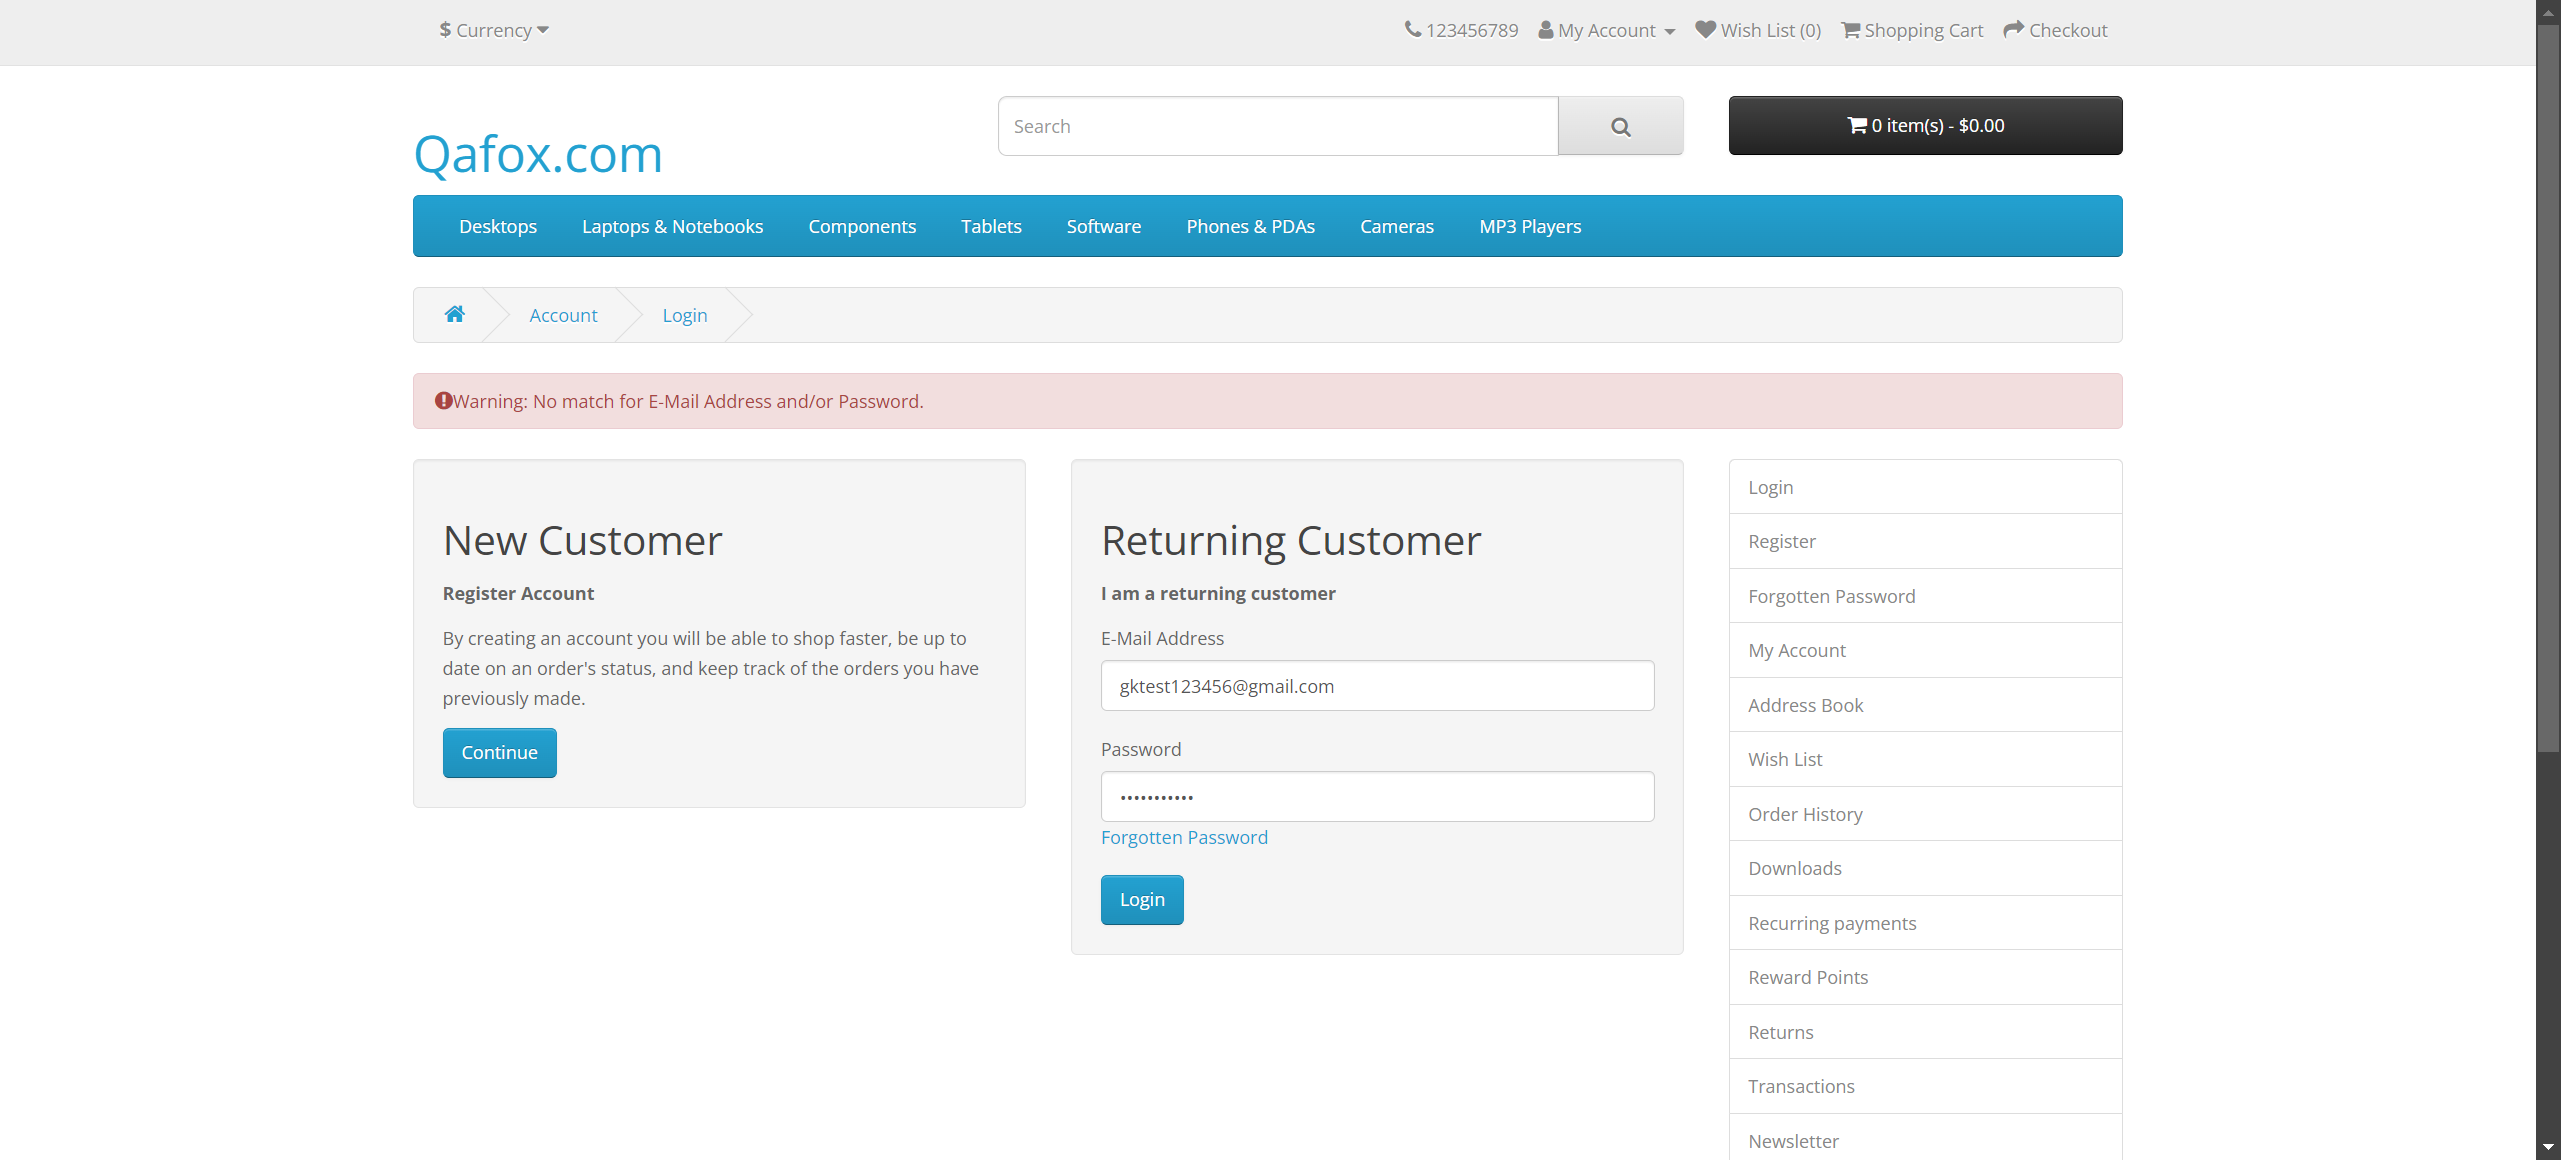 $ Currency
123456789 My Account Wish List (0) Shopping Cart Checkout
Qafox.com
Search
0 item(s) - $0.00
Desktops Laptops & Notebooks Components Tablets Software Phones & PDAs Cameras MP3 Players
Account Login
Warning: No match for E-Mail Address and/or Password.
New Customer
Register Account
By creating an account you will be able to shop faster, be up to
date on an order's status, and keep track of the orders you have
previously made.
Continue
Returning Customer
I am a returning customer
E-Mail Address
gktest123456@gmail.com
Password
•••••••••••
Forgotten Password
Login
Login
Register
Forgotten Password
My Account
Address Book
Wish List
Order History
Downloads
Recurring payments
Reward Points
Returns
Transactions
Newsletter